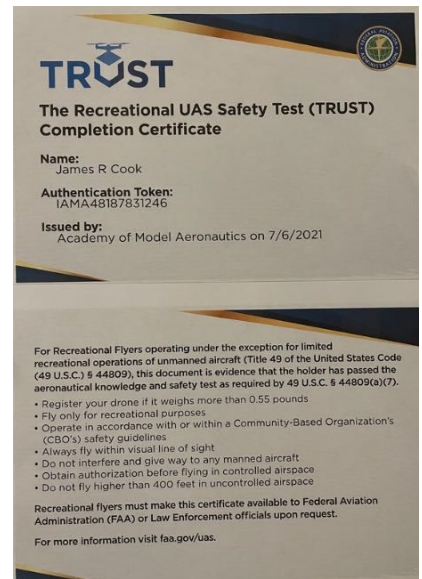 FEDERAL AVIATION
ADMINISTRATION
TRUST
The Recreational UAS Safety Test (TRUST)
Completion Certificate
Name:
James R Cook
Authentication Token:
IAMA48187831246
Issued by:
Academy of Model Aeronautics on 7/6/2021
For Recreational Flyers operating under the exception for limited
recreational operations of unmanned aircraft (Title 49 of the United States Code
(49 U.S.C.) § 44809), this document is evidence that the holder has passed the
aeronautical knowledge and safety test as required by 49 U.S.C. § 44809(a)(7).
• Register your drone if it weighs more than 0.55 pounds
• Fly only for recreational purposes
• Operate in accordance with or within a Community-Based Organization's
(CBO's) safety guidelines
• Always fly within visual line of sight
• Do not interfere and give way to any manned aircraft
• Obtain authorization before flying in controlled airspace
• Do not fly higher than 400 feet in uncontrolled airspace
Recreational flyers must make this certificate available to Federal Aviation
Administration (FAA) or Law Enforcement officials upon request.
For more information visit faa.gov/uas.